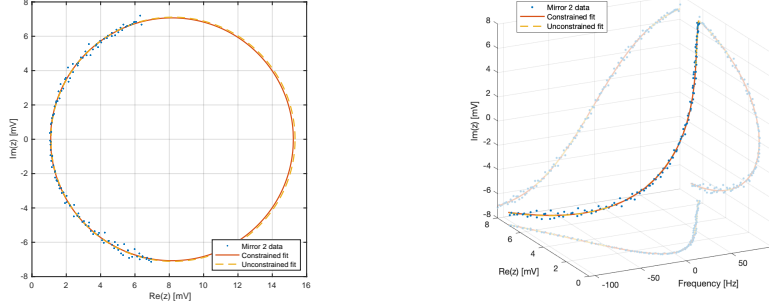 8
6
4
2
0
-2
-4
-6
-8
Im(z) [mV]
0 2 4 6 8 10 12 14 16
Re(z) [mV]
Mirror 2 data
Constrained fit
Unconstrained fit
Mirror 2 data
Constrained fit
Unconstrained fit
8
6
4
2
0
-2
-4
-6
-8
Im(z) [mV]
8
6
4
2
0
Re(z) [mV]
-100 -50 0 50
Frequency [Hz]